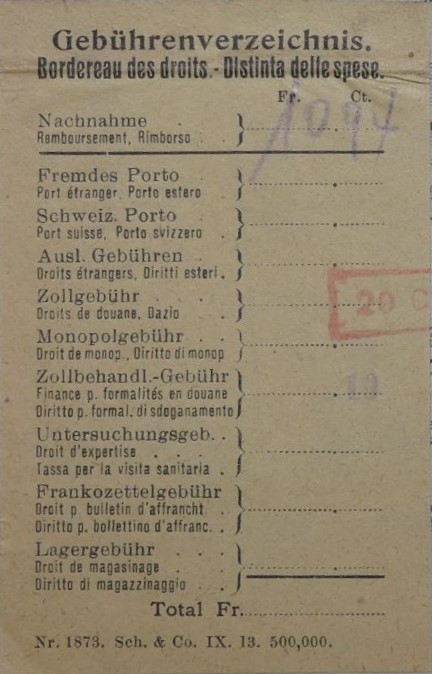 Gebührenverzeichnis.
Bordereau des droits.- Distinta delle spese.
Fr. Ct.
Nachnahme .
Remboursement, Rimborso .
Fremdes Porto .
Port étranger, Porto estero .
Schweiz. Porto .
Port suisse, Porto svizzero .
Ausl. Gebühren .
Droits étrangers, Diritti esteri .
Zollgebühr . . .
Droits de douane, Dazio .
20 C
Monopolgebühr . .
Droit de monop., Diritto di monop
Zollbehandl.-Gebühr
Finance p. formalités en douane
Diritto p. formal. di sdoganamento
Untersuchungsgeb. .
Droit d'expertise . . .
Tassa per la visita sanitaria .
Frankozettelgebühr
Droit p bulletin d'affrancht .
Diritto p. bollettino d'affranc. .
Lagergebühr . . .
Droit de magasinage . .
Diritto di magazzinaggio . .
Total Fr.
Nr. 1873. Sch. & Co. IX. 13. 500,000.